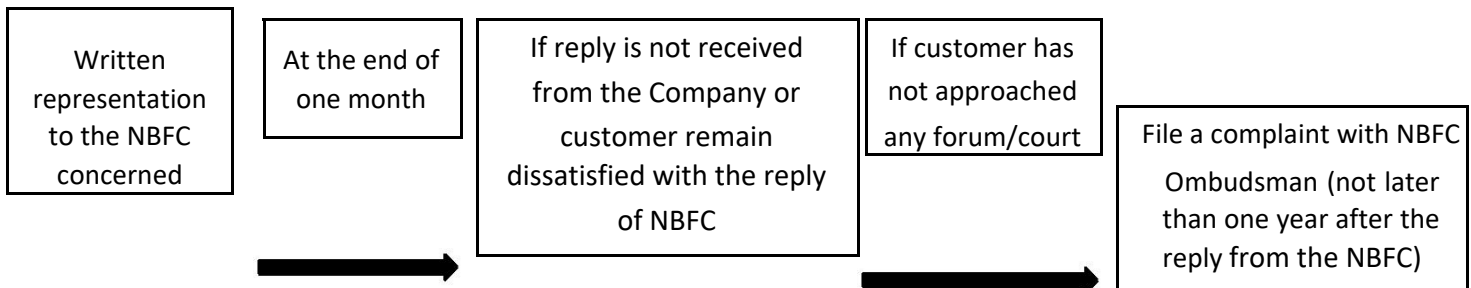 Written
representation
to the NBFC
concerned
At the end of
one month
If reply is not received
from the Company or
customer remain
dissatisfied with the reply
of NBFC
If customer has
not approached
any forum/court
File a complaint with NBFC
Ombudsman (not later
than one year after the
reply from the NBFC)